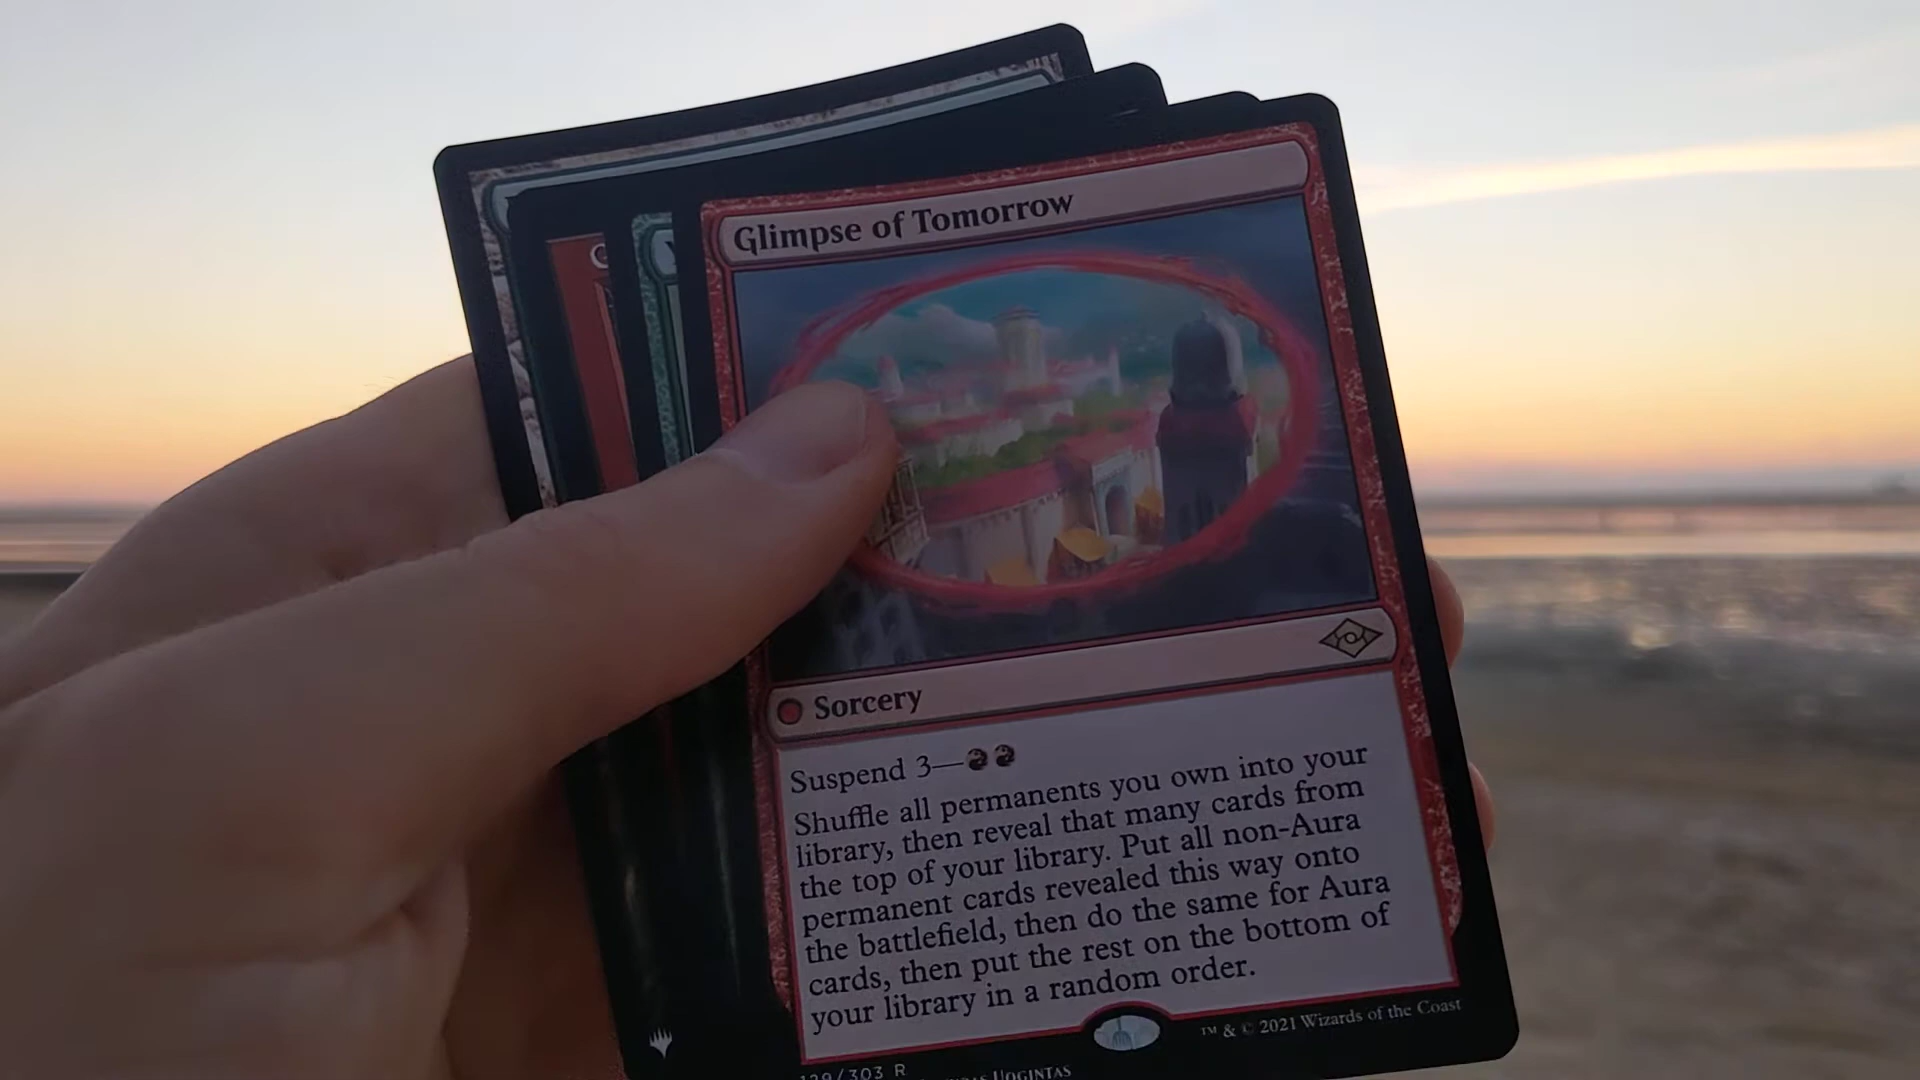 Glimpse of Tomorrow
Sorcery
Suspend 3—
Shuffle all permanents you own into your
library, then reveal that many cards from
the top of your library. Put all non-Aura
permanent cards revealed this way onto
the battlefield, then do the same for Aura
cards, then put the rest on the bottom of
your library in a random order.
™ & © 2021 Wizards of the Coast
129/303 R